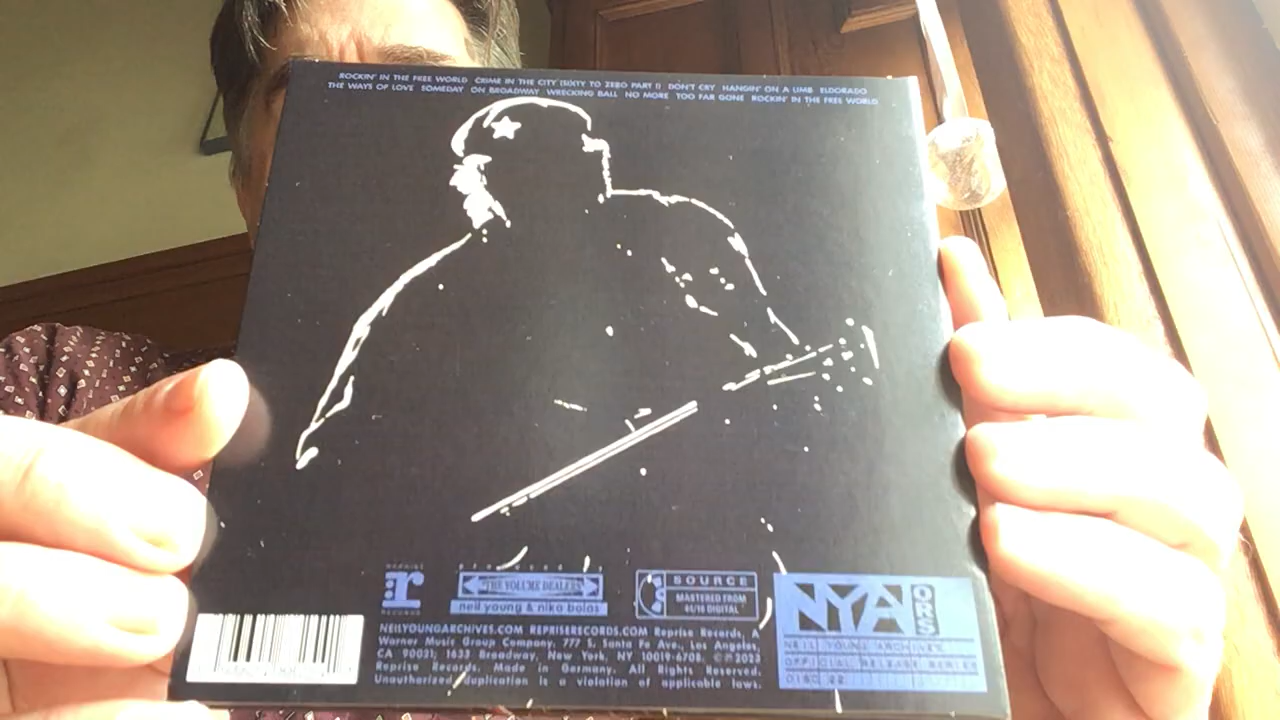 ROCKIN' IN THE FREE WORLD CRIME IN THE CITY (SIXTY TO ZERO PART I) DON'T CRY HANGIN' ON A LIMB ELDORADO
THE WAYS OF LOVE SOMEDAY ON BROADWAY WRECKING BALL NO MORE TOO FAR GONE ROCKIN' IN THE FREE WORLD
REPRISE
r
RECORDS
THE VOLUME DEALERS
neil young & niko bolas
SOURCE
MASTERED FROM
DIGITAL
NYA
ORS
NEIL YOUNG ARCHIVES
OFFICIAL RELEASE SERIES
DISC 22
NEILYOUNGARCHIVES.COM REPRISERECORDS.COM Reprise Records, A
Warner Music Group Company, 777 S. Santa Fe Ave., Los Angeles,
CA 90021; 1633 Broadway, New York, NY 10019-6708. ©℗ 2023
Reprise Records. Made in Germany. All Rights Reserved.
Unauthorized duplication is a violation of applicable laws.